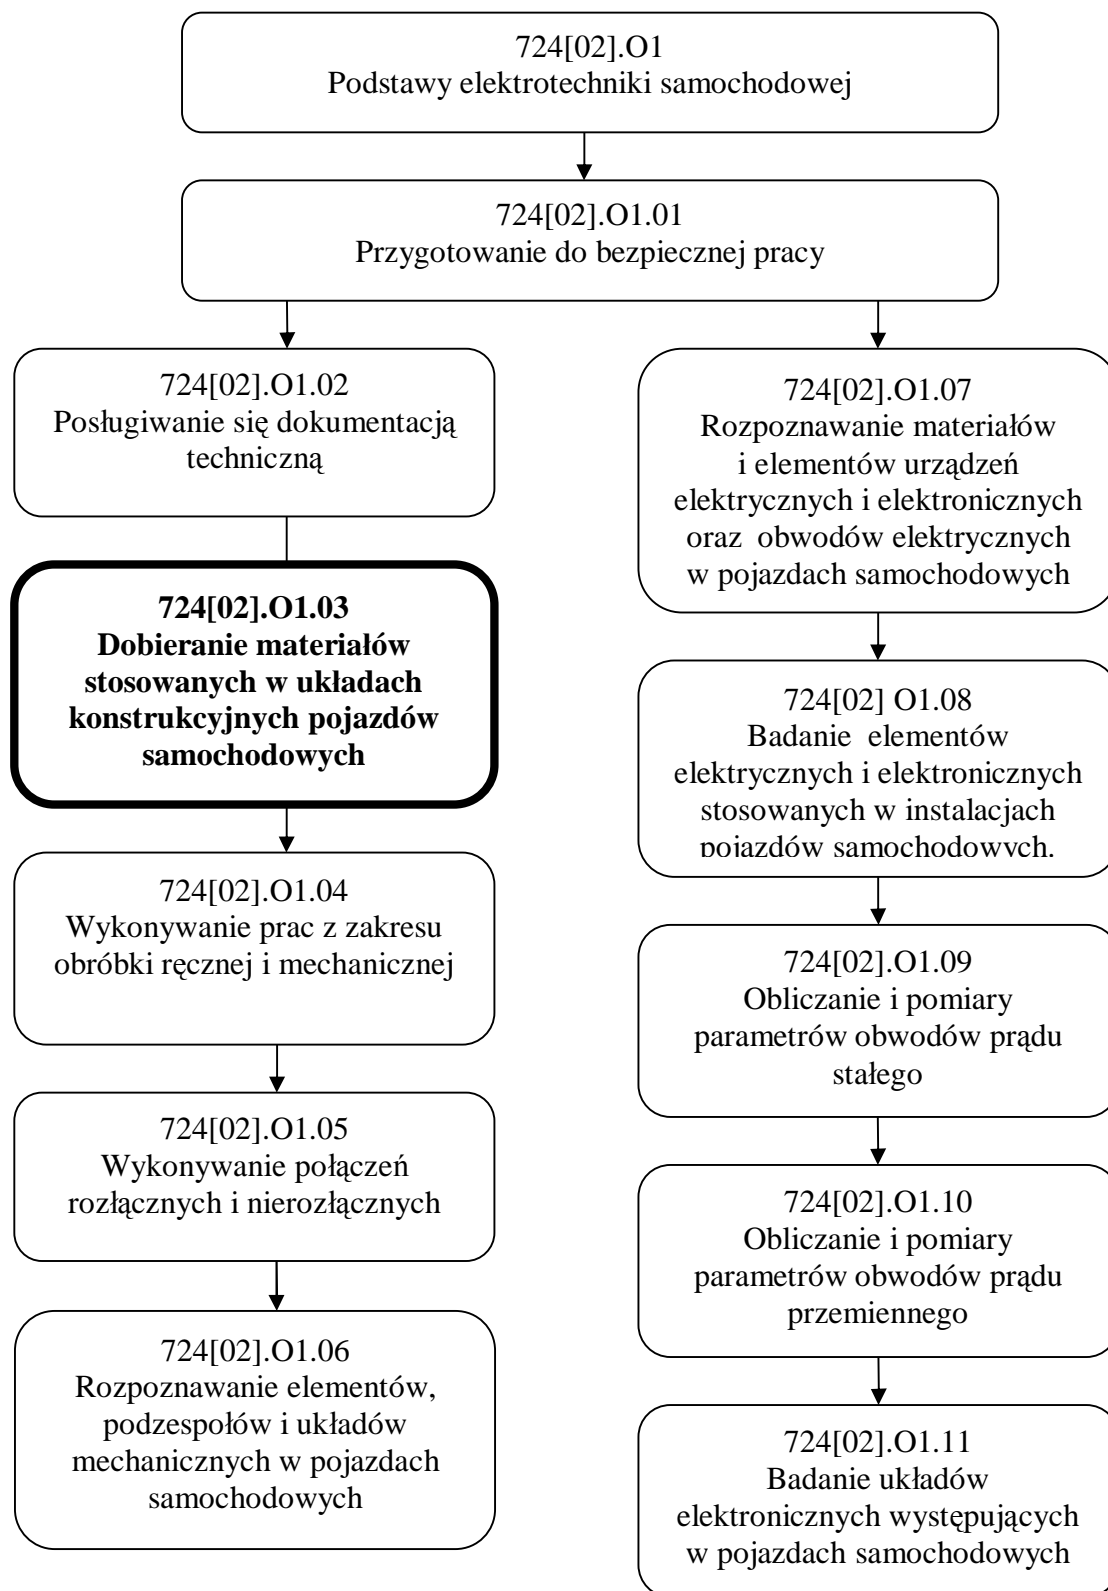 724[02].O1
Podstawy elektrotechniki samochodowej
724[02].O1.01
Przygotowanie do bezpiecznej pracy
724[02].O1.02
Posługiwanie się dokumentacją
techniczną
724[02].O1.03
Dobieranie materiałów
stosowanych w układach
konstrukcyjnych pojazdów
samochodowych
724[02].O1.04
Wykonywanie prac z zakresu
obróbki ręcznej i mechanicznej
724[02].O1.05
Wykonywanie połączeń
rozłącznych i nierozłącznych
724[02].O1.06
Rozpoznawanie elementów,
podzespołów i układów
mechanicznych w pojazdach
samochodowych
724[02].O1.07
Rozpoznawanie materiałów
i elementów urządzeń
elektrycznych i elektronicznych
oraz  obwodów elektrycznych
w pojazdach samochodowych
724[02] O1.08
Badanie  elementów
elektrycznych i elektronicznych
stosowanych w instalacjach
pojazdów samochodowych.
724[02].O1.09
Obliczanie i pomiary
parametrów obwodów prądu
stałego
724[02].O1.10
Obliczanie i pomiary
parametrów obwodów prądu
przemiennego
724[02].O1.11
Badanie układów
elektronicznych występujących
w pojazdach samochodowych